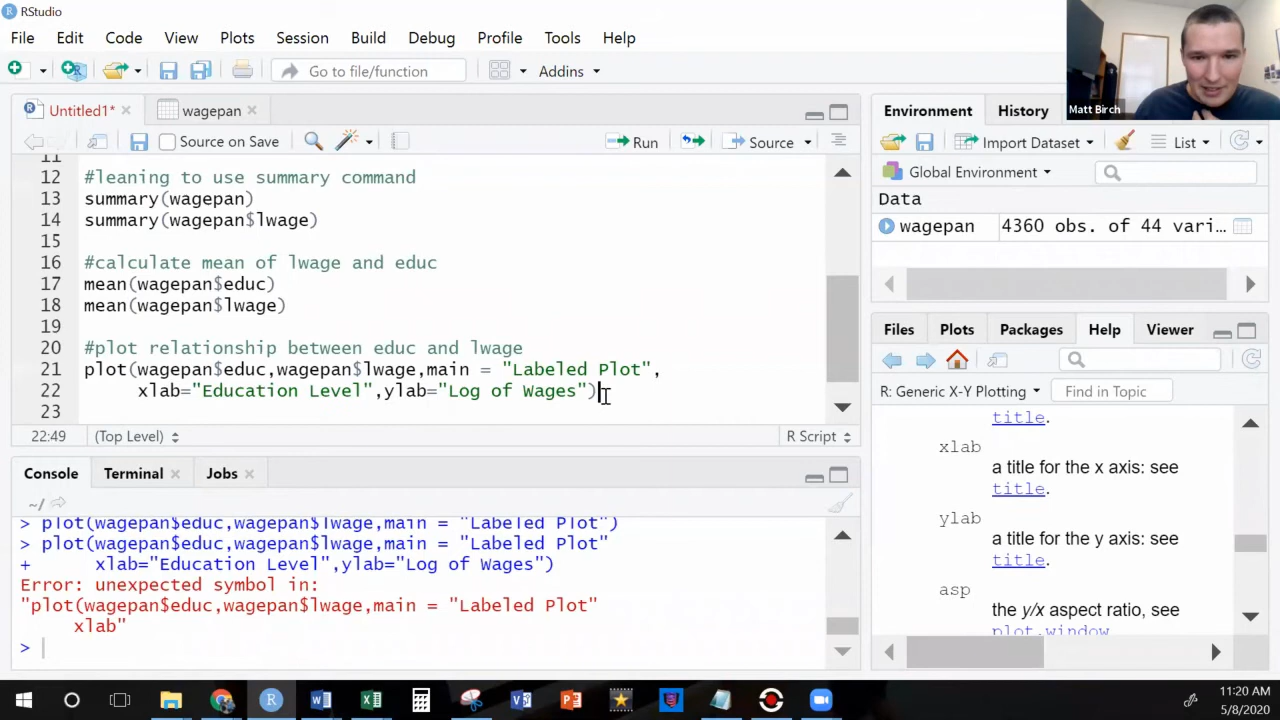 RStudio
File Edit Code View Plots Session Build Debug Profile Tools Help
Go to file/function Addins
Matt Birch
Untitled1* wagepan
Source on Save Run Source
11
12 #leaning to use summary command
13 summary(wagepan)
14 summary(wagepan$lwage)
15
16 #calculate mean of lwage and educ
17 mean(wagepan$educ)
18 mean(wagepan$lwage)
19
20 #plot relationship between educ and lwage
21 plot(wagepan$educ,wagepan$lwage,main = "Labeled Plot",
22 xlab="Education Level",ylab="Log of Wages")
23
22:49 (Top Level) R Script
Console Terminal Jobs
~/
> plot(wagepan$educ,wagepan$lwage,main = "Labeled Plot")
> plot(wagepan$educ,wagepan$lwage,main = "Labeled Plot"
+ xlab="Education Level",ylab="Log of Wages")
Error: unexpected symbol in:
"plot(wagepan$educ,wagepan$lwage,main = "Labeled Plot"
xlab"
>
Environment History
Import Dataset List
Global Environment
Data
wagepan 4360 obs. of 44 vari...
Files Plots Packages Help Viewer
R: Generic X-Y Plotting Find in Topic
title.
xlab
a title for the x axis: see
title.
ylab
a title for the y axis: see
title.
asp
the y/x aspect ratio, see
plot.window
11:20 AM
5/8/2020